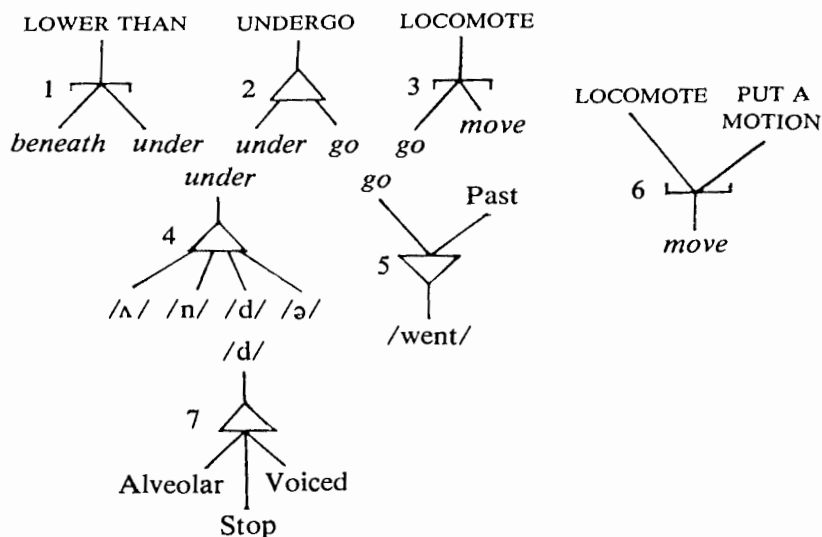 LOWER THAN UNDERGO LOCOMOTE
1 2 3
LOCOMOTE PUT A
MOTION
beneath under under go go move
under go Past
4 5 6
move
/ʌ/ /n/ /d/ /ə/
/went/
/d/
7
Alveolar Voiced
Stop